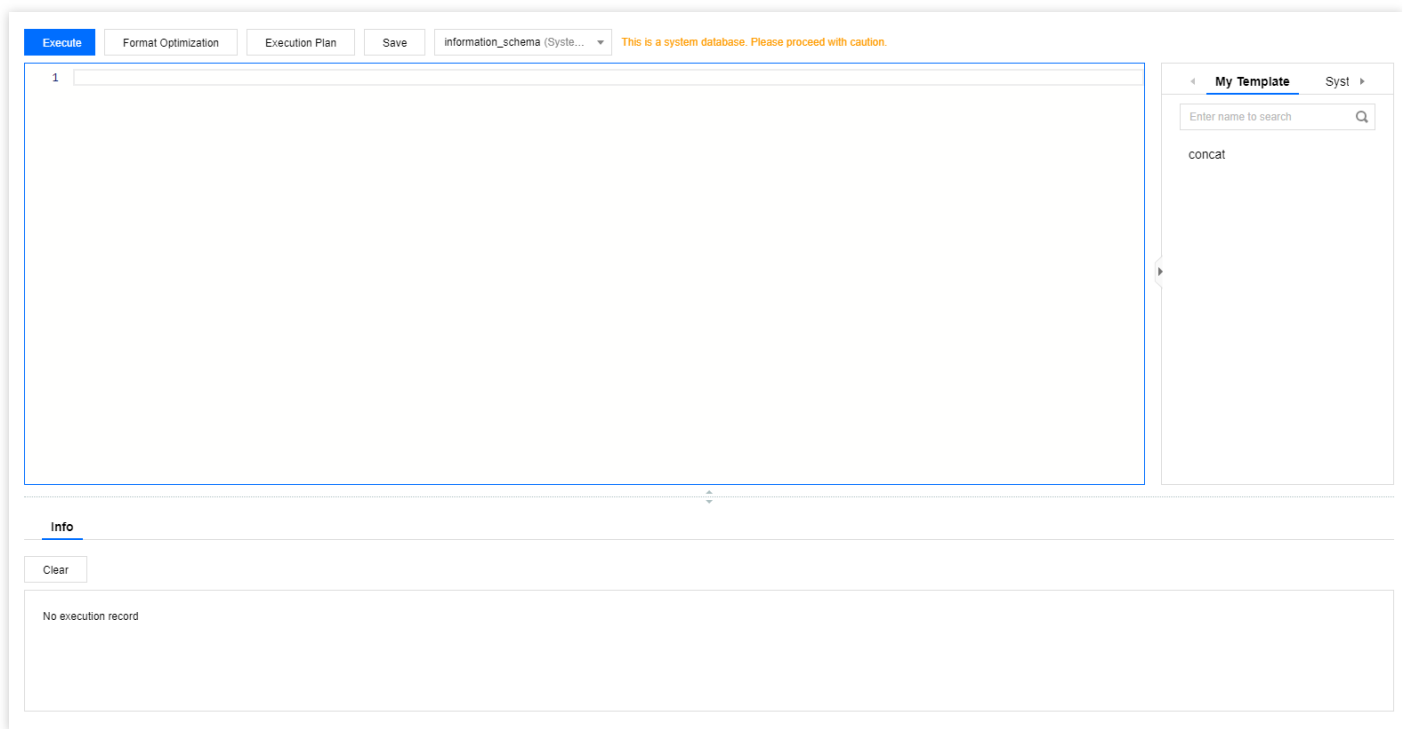 Execute Format Optimization Execution Plan Save information_schema (Syste... This is a system database. Please proceed with caution.
1
My Template Syst
Enter name to search
concat
Info
Clear
No execution record